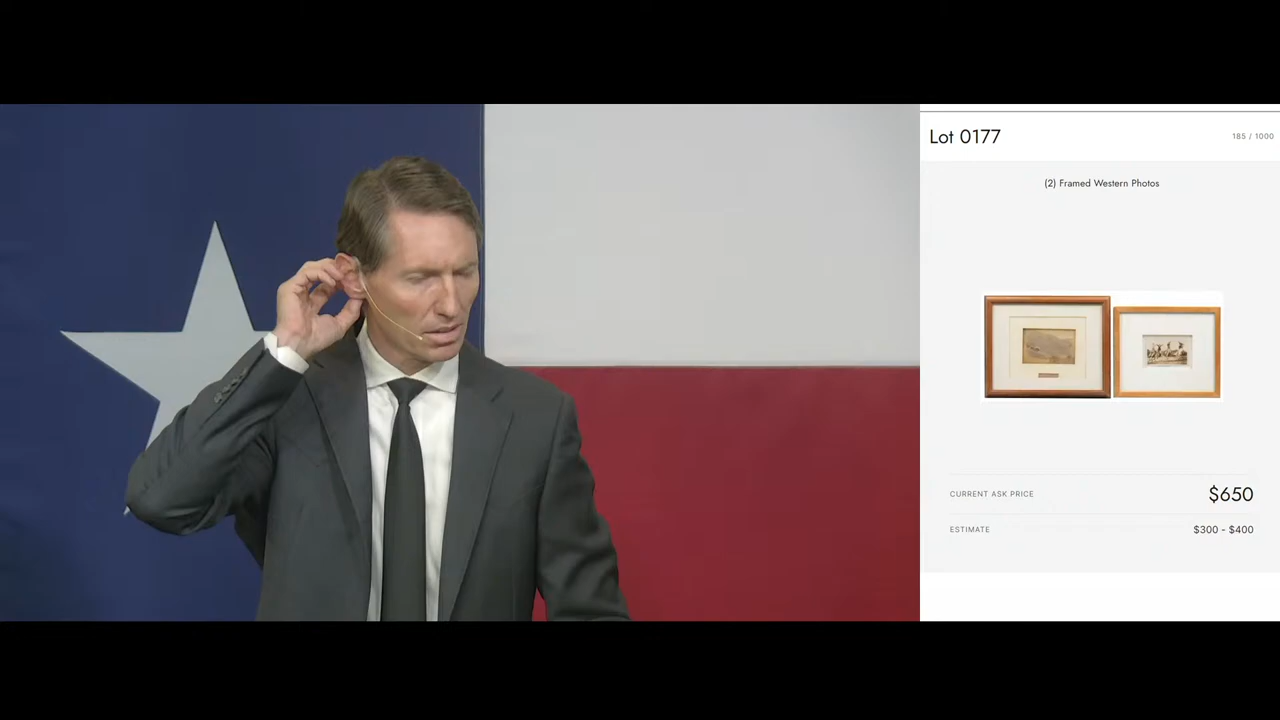 Lot 0177
185 / 1000
(2) Framed Western Photos
CURRENT ASK PRICE
$650
ESTIMATE
$300 - $400